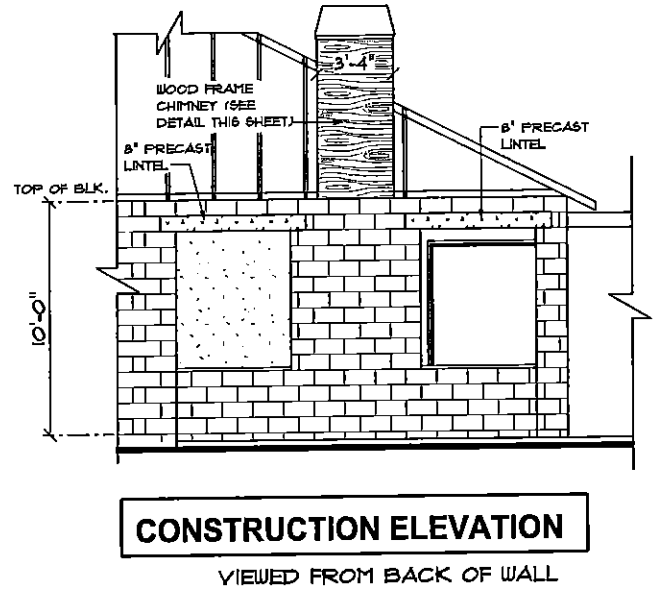 3'-4"
WOOD FRAME
CHIMNEY (SEE
DETAIL THIS SHEET)
8" PRECAST
LINTEL
8" PRECAST
LINTEL
TOP OF BLK.
10'-0"
CONSTRUCTION ELEVATION
VIEWED FROM BACK OF WALL